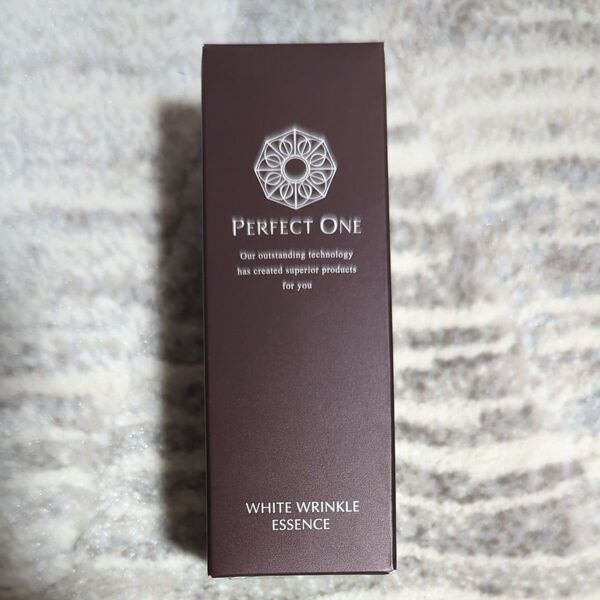 PERFECT ONE
Our outstanding technology
has created superior products
for you
WHITE WRINKLE
ESSENCE